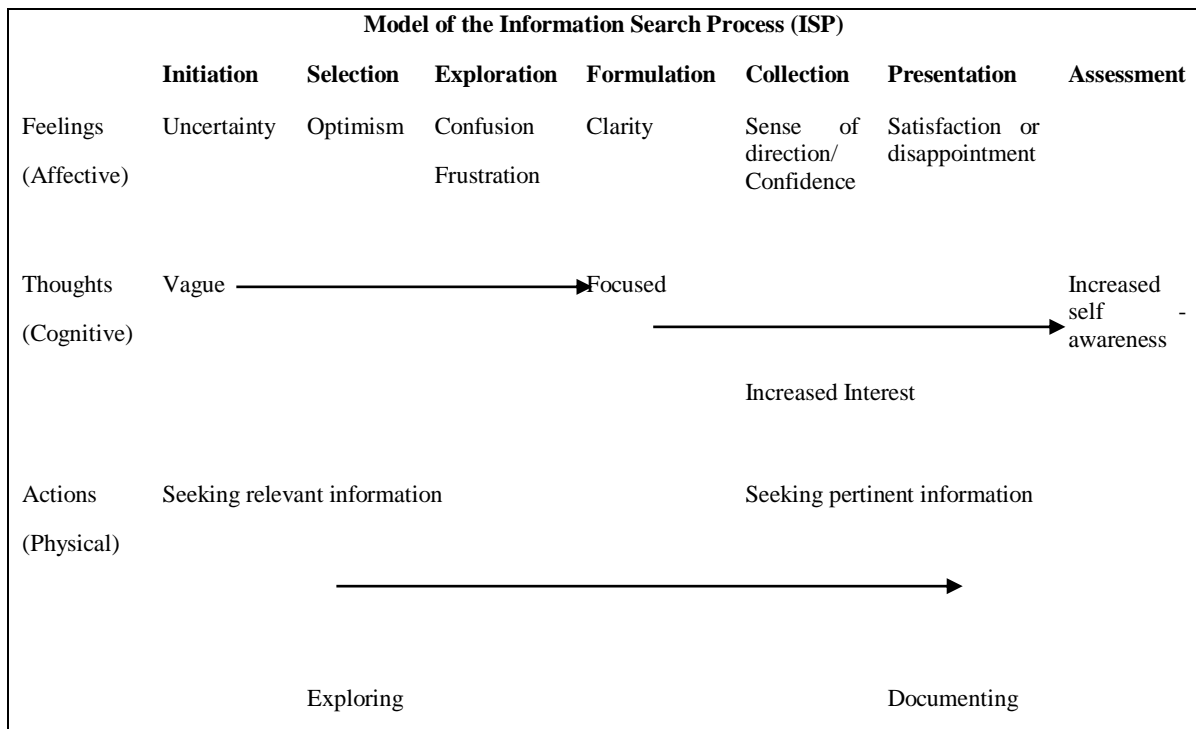 Model of the Information Search Process (ISP)
Initiation Selection Exploration Formulation Collection Presentation Assessment
Feelings Uncertainty Optimism Confusion Clarity Sense of Satisfaction or
direction/ disappointment
(Affective) Frustration Confidence
Thoughts Vague Focused Increased
self -
(Cognitive) awareness
Increased Interest
Actions Seeking relevant information Seeking pertinent information
(Physical)
Exploring Documenting